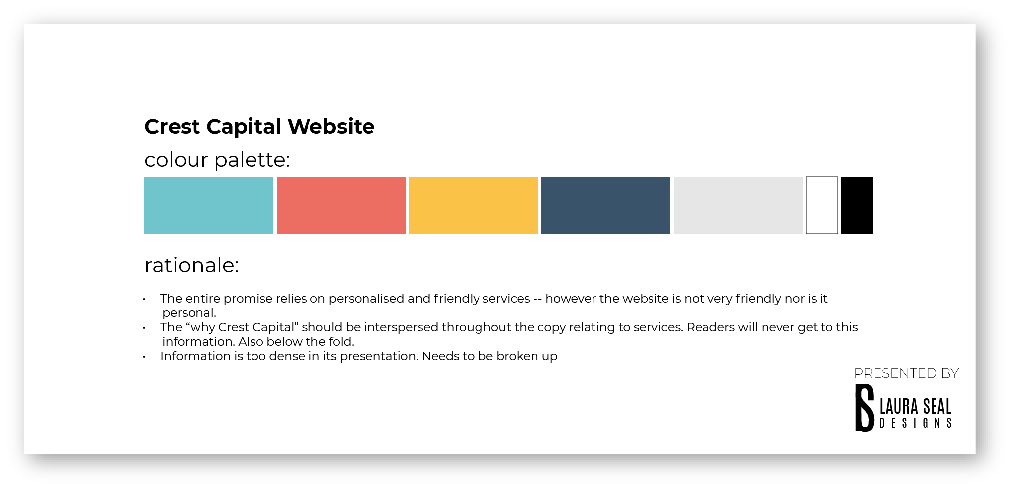 Crest Capital Website
colour palette:
rationale:
• The entire promise relies on personalised and friendly services -- however the website is not very friendly nor is it
personal.
• The “why Crest Capital” should be interspersed throughout the copy relating to services. Readers will never get to this
information. Also below the fold.
• Information is too dense in its presentation. Needs to be broken up
PRESENTED BY
LAURA SEAL
DESIGNS